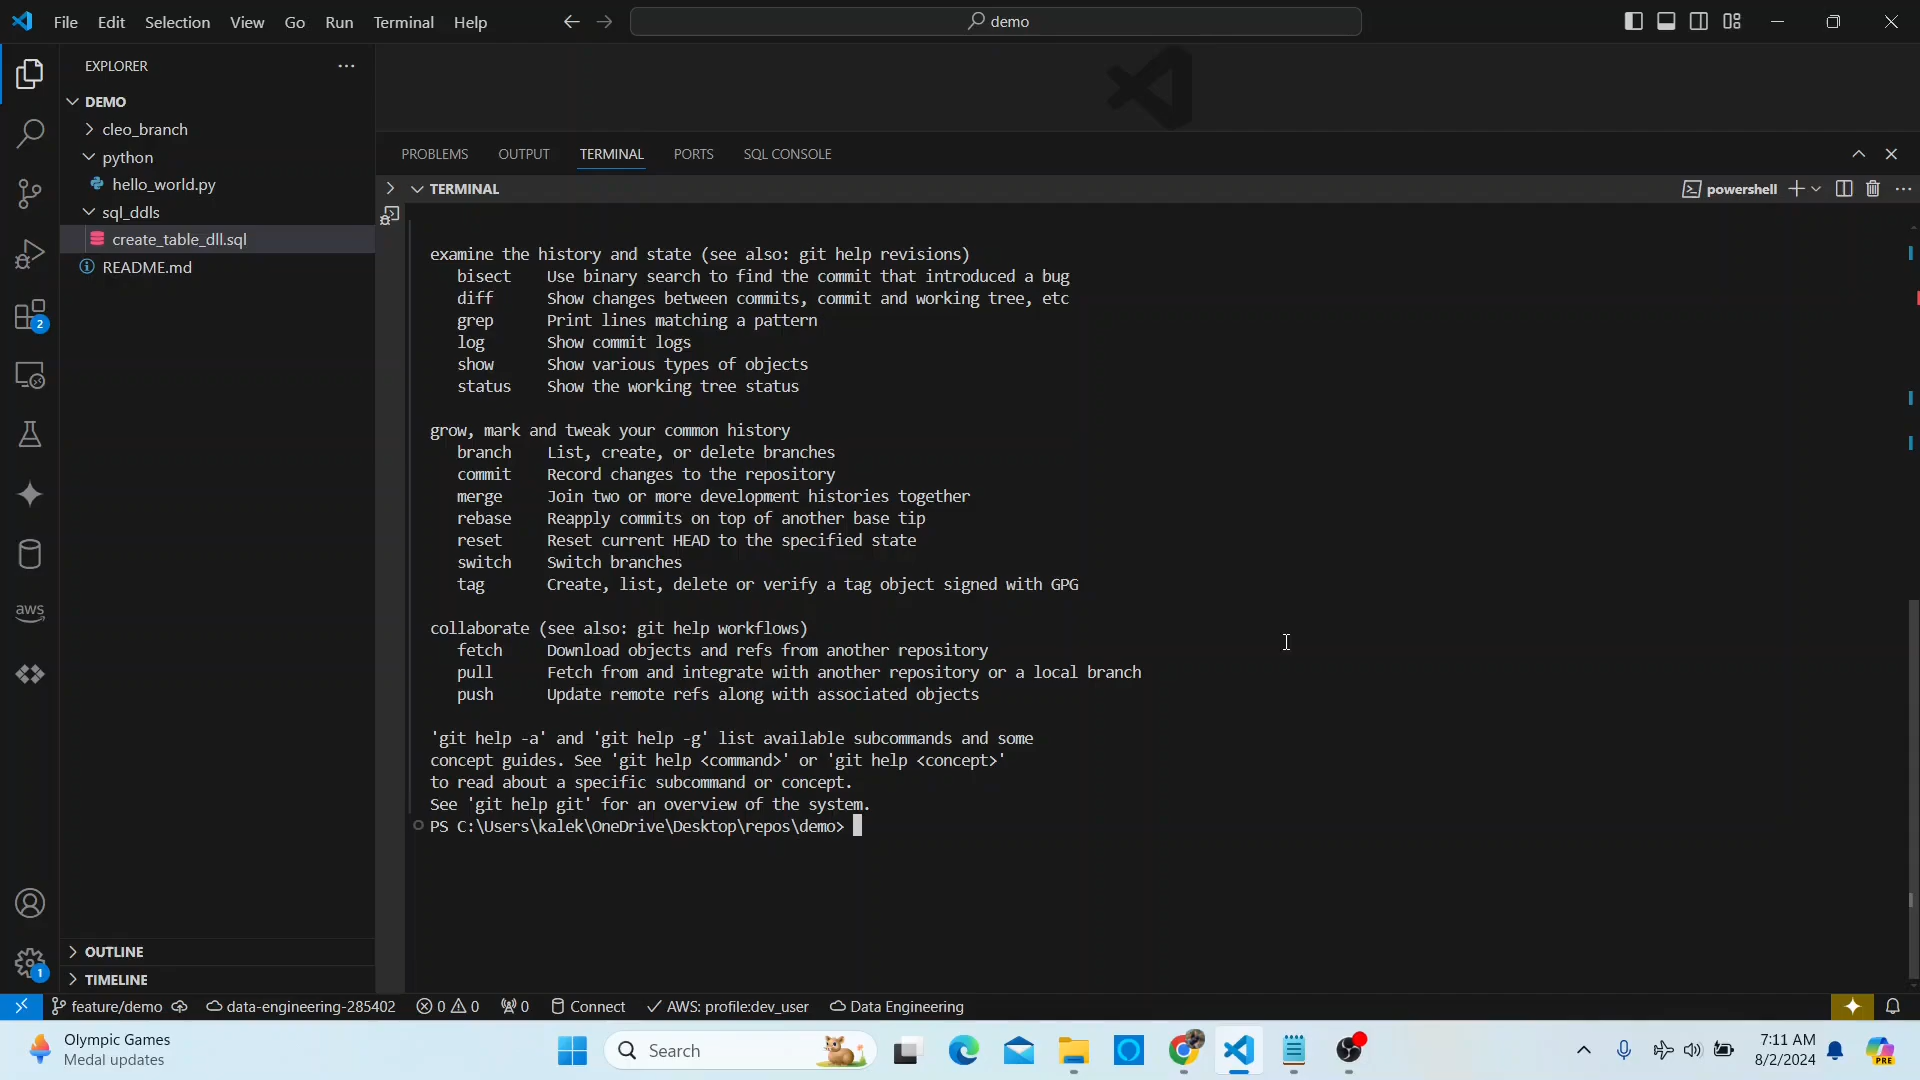 File Edit Selection View Go Run Terminal Help
demo
EXPLORER
DEMO
cleo_branch
python
hello_world.py
sql_ddls
create_table_dll.sql
README.md
OUTLINE
TIMELINE
2
aws
1
PROBLEMS OUTPUT TERMINAL PORTS SQL CONSOLE
TERMINAL
powershell
examine the history and state (see also: git help revisions)
bisect Use binary search to find the commit that introduced a bug
diff Show changes between commits, commit and working tree, etc
grep Print lines matching a pattern
log Show commit logs
show Show various types of objects
status Show the working tree status
grow, mark and tweak your common history
branch List, create, or delete branches
commit Record changes to the repository
merge Join two or more development histories together
rebase Reapply commits on top of another base tip
reset Reset current HEAD to the specified state
switch Switch branches
tag Create, list, delete or verify a tag object signed with GPG
collaborate (see also: git help workflows)
fetch Download objects and refs from another repository
pull Fetch from and integrate with another repository or a local branch
push Update remote refs along with associated objects
'git help -a' and 'git help -g' list available subcommands and some
concept guides. See 'git help <command>' or 'git help <concept>'
to read about a specific subcommand or concept.
See 'git help git' for an overview of the system.
PS C:\Users\kalek\OneDrive\Desktop\repos\demo>
feature/demo data-engineering-285402 0 0 0 Connect AWS: profile:dev_user Data Engineering
Olympic Games
Medal updates
Search
7:11 AM
8/2/2024
PRE